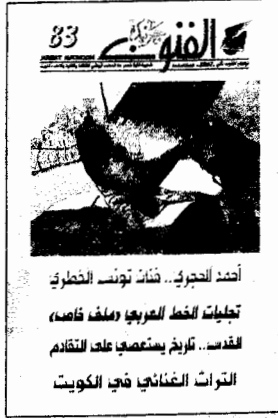 83
الفنون
أحمد الحجري.. فنان تونس الفطري
تجليات الخط العربي (ملف خاص)
القدس.. تاريخ يستعصي على التقادم
التراث الغنائي في الكويت